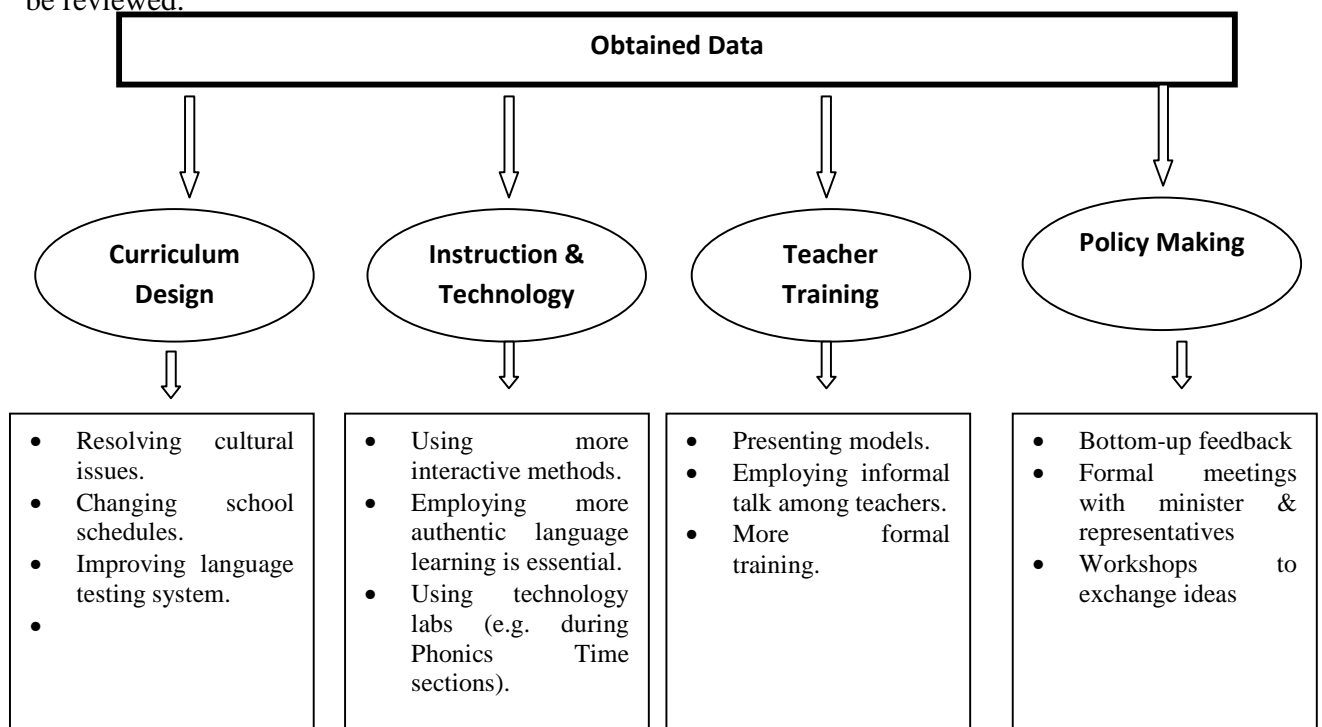 be reviewed.
Obtained Data
Curriculum
Design
Instruction &
Technology
Teacher
Training
Policy Making
• Resolving cultural
issues.
• Changing school
schedules.
• Improving language
testing system.
•
• Using more
interactive methods.
• Employing more
authentic language
learning is essential.
• Using technology
labs (e.g. during
Phonics Time
sections).
• Presenting models.
• Employing informal
talk among teachers.
• More formal
training.
• Bottom-up feedback
• Formal meetings
with minister &
representatives
• Workshops to
exchange ideas